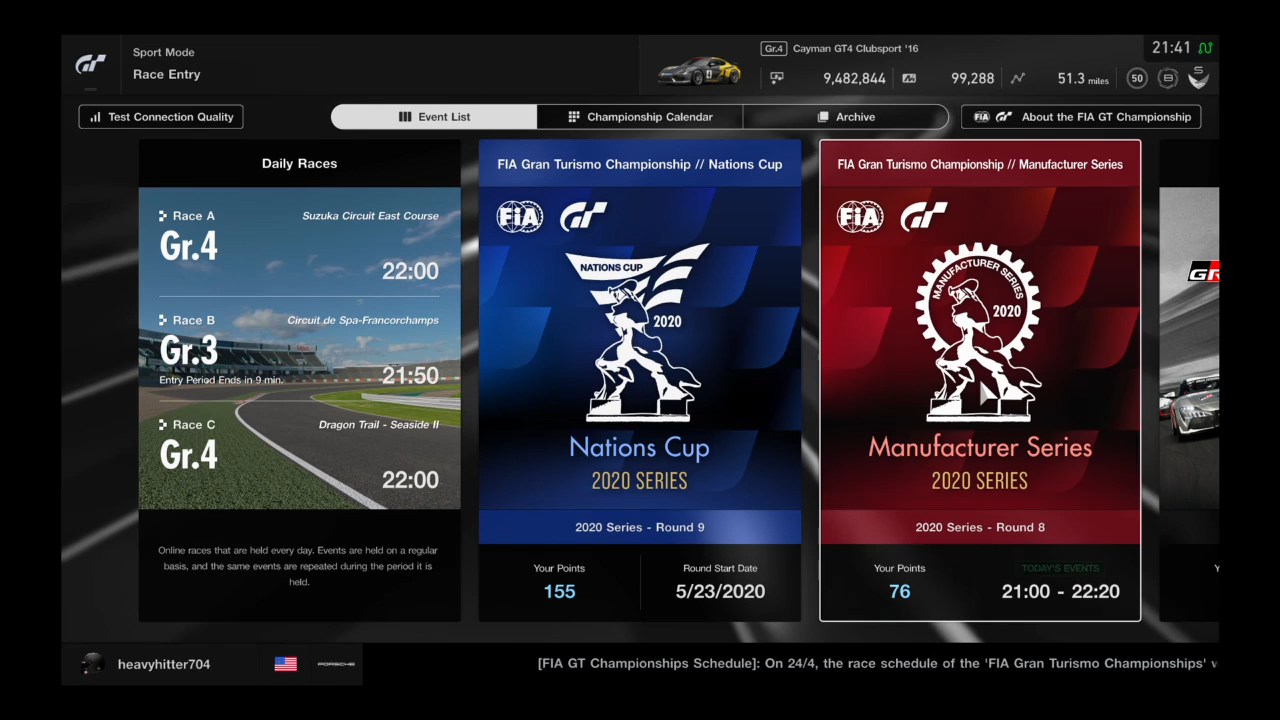 Sport Mode
Race Entry
Gr.4 Cayman GT4 Clubsport '16
9,482,844
99,288
51.3 miles
50
B
S
21:41
Test Connection Quality
Event List
Championship Calendar
Archive
FIA GT About the FIA GT Championship
Daily Races
Race A
Suzuka Circuit East Course
Gr.4
22:00
Race B
Circuit de Spa-Francorchamps
Gr.3
Entry Period Ends in 9 min.
21:50
Race C
Dragon Trail - Seaside II
Gr.4
22:00
Online races that are held every day. Events are held on a regular
basis, and the same events are repeated during the period it is
held.
FIA Gran Turismo Championship // Nations Cup
FIA GT
NATIONS CUP
2020
Nations Cup
2020 SERIES
2020 Series - Round 9
Your Points
155
Round Start Date
5/23/2020
FIA Gran Turismo Championship // Manufacturer Series
FIA GT
MANUFACTURER SERIES
2020
Manufacturer Series
2020 SERIES
2020 Series - Round 8
Your Points
76
TODAY'S EVENTS
21:00 - 22:20
GR
Y
heavyhitter704
PORSCHE
[FIA GT Championships Schedule]: On 24/4, the race schedule of the 'FIA Gran Turismo Championships'